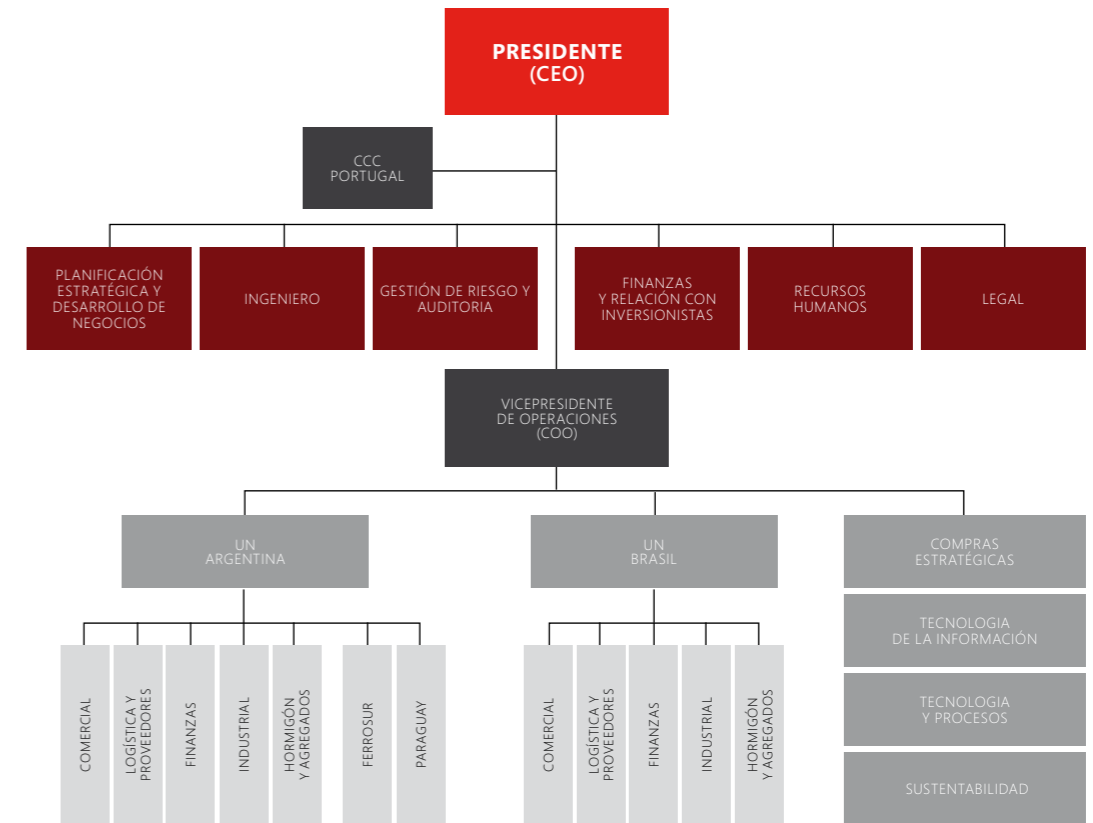 PRESIDENTE
(CEO)
CCC
PORTUGAL
PLANIFICACIÓN
ESTRATÉGICA Y
DESARROLLO DE
NEGOCIOS
INGENIERO
GESTIÓN DE RIESGO Y
AUDITORIA
FINANZAS
Y RELACIÓN CON
INVERSIONISTAS
RECURSOS
HUMANOS
LEGAL
VICEPRESIDENTE
DE OPERACIONES
(COO)
UN
ARGENTINA
UN
BRASIL
COMPRAS
ESTRATÉGICAS
TECNOLOGIA
DE LA INFORMACIÓN
TECNOLOGIA
Y PROCESOS
SUSTENTABILIDAD
COMERCIAL
LOGÍSTICA Y
PROVEEDORES
FINANZAS
INDUSTRIAL
HORMIGÓN
Y AGREGADOS
FERROSUR
PARAGUAY
COMERCIAL
LOGÍSTICA Y
PROVEEDORES
FINANZAS
INDUSTRIAL
HORMIGÓN
Y AGREGADOS